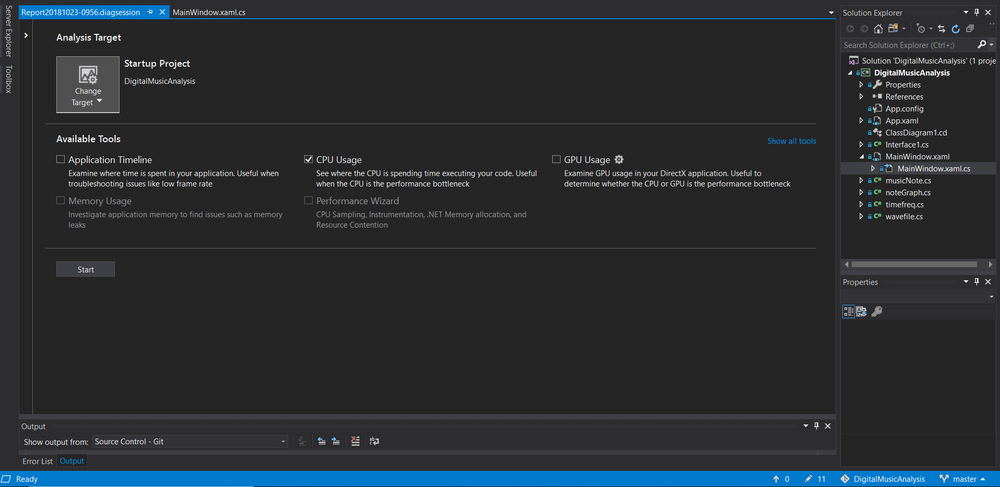 Server Explorer
Toolbox
Report20181023-0956.diagsession
MainWindow.xaml.cs
Analysis Target
Change
Target
Startup Project
DigitalMusicAnalysis
Available Tools
Show all tools
Application Timeline
Examine where time is spent in your application. Useful when
troubleshooting issues like low frame rate
CPU Usage
See where the CPU is spending time executing your code. Useful
when the CPU is the performance bottleneck
GPU Usage
Examine GPU usage in your DirectX application. Useful to
determine whether the CPU or GPU is the performance bottleneck
Memory Usage
Investigate application memory to find issues such as memory
leaks
Performance Wizard
CPU Sampling, Instrumentation, .NET Memory allocation, and
Resource Contention
Start
Output
Show output from: Source Control - Git
Error List
Output
Solution Explorer
Search Solution Explorer (Ctrl+;)
Solution 'DigitalMusicAnalysis' (1 proje
C# DigitalMusicAnalysis
Properties
References
App.config
App.xaml
ClassDiagram1.cd
C# Interface1.cs
MainWindow.xaml
MainWindow.xaml.cs
C# musicNote.cs
C# noteGraph.cs
C# timefreq.cs
C# wavefile.cs
Properties
Ready
0
11
DigitalMusicAnalysis
master